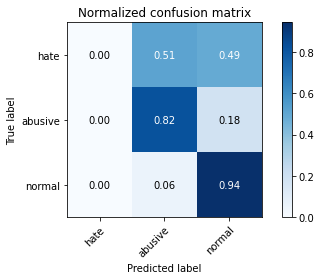 Normalized confusion matrix
True label
hate 0.00 0.51 0.49
abusive 0.00 0.82 0.18
normal 0.00 0.06 0.94
hate abusive normal
Predicted label
0.8
0.6
0.4
0.2
0.0